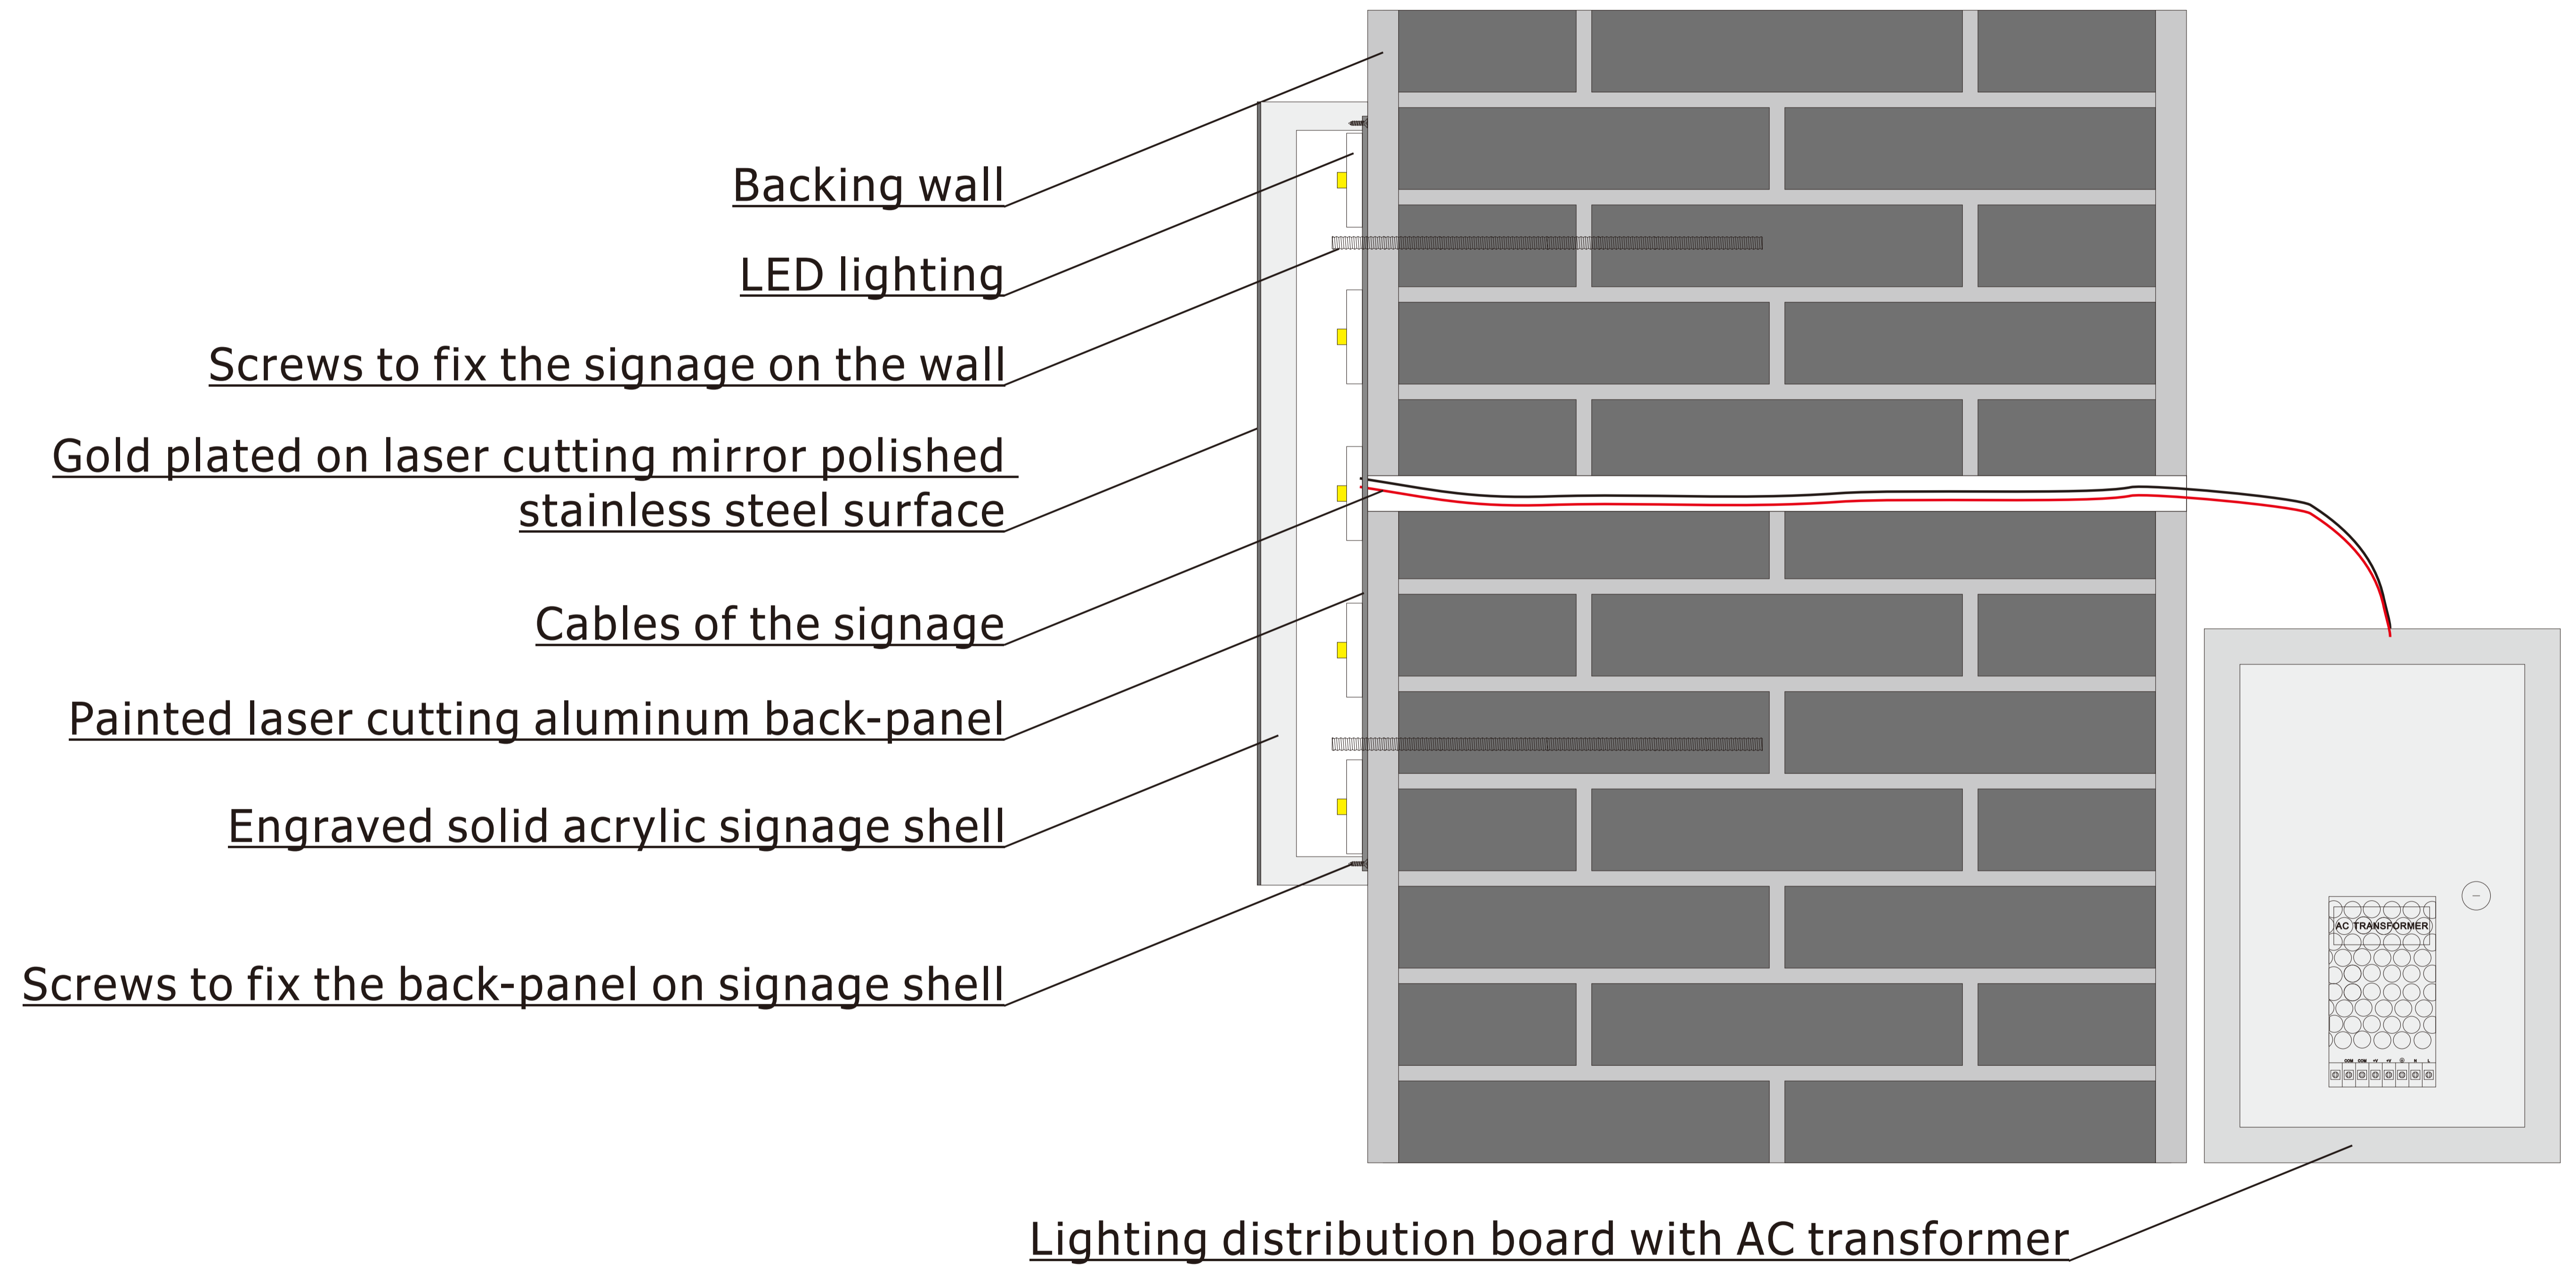 Backing wall
LED lighting
Screws to fix the signage on the wall
Gold plated on laser cutting mirror polished
stainless steel surface
Cables of the signage
Painted laser cutting aluminum back-panel
Engraved solid acrylic signage shell
Screws to fix the back-panel on signage shell
AC TRANSFORMER
COM COM +V +V ⏚ N L
Lighting distribution board with AC transformer